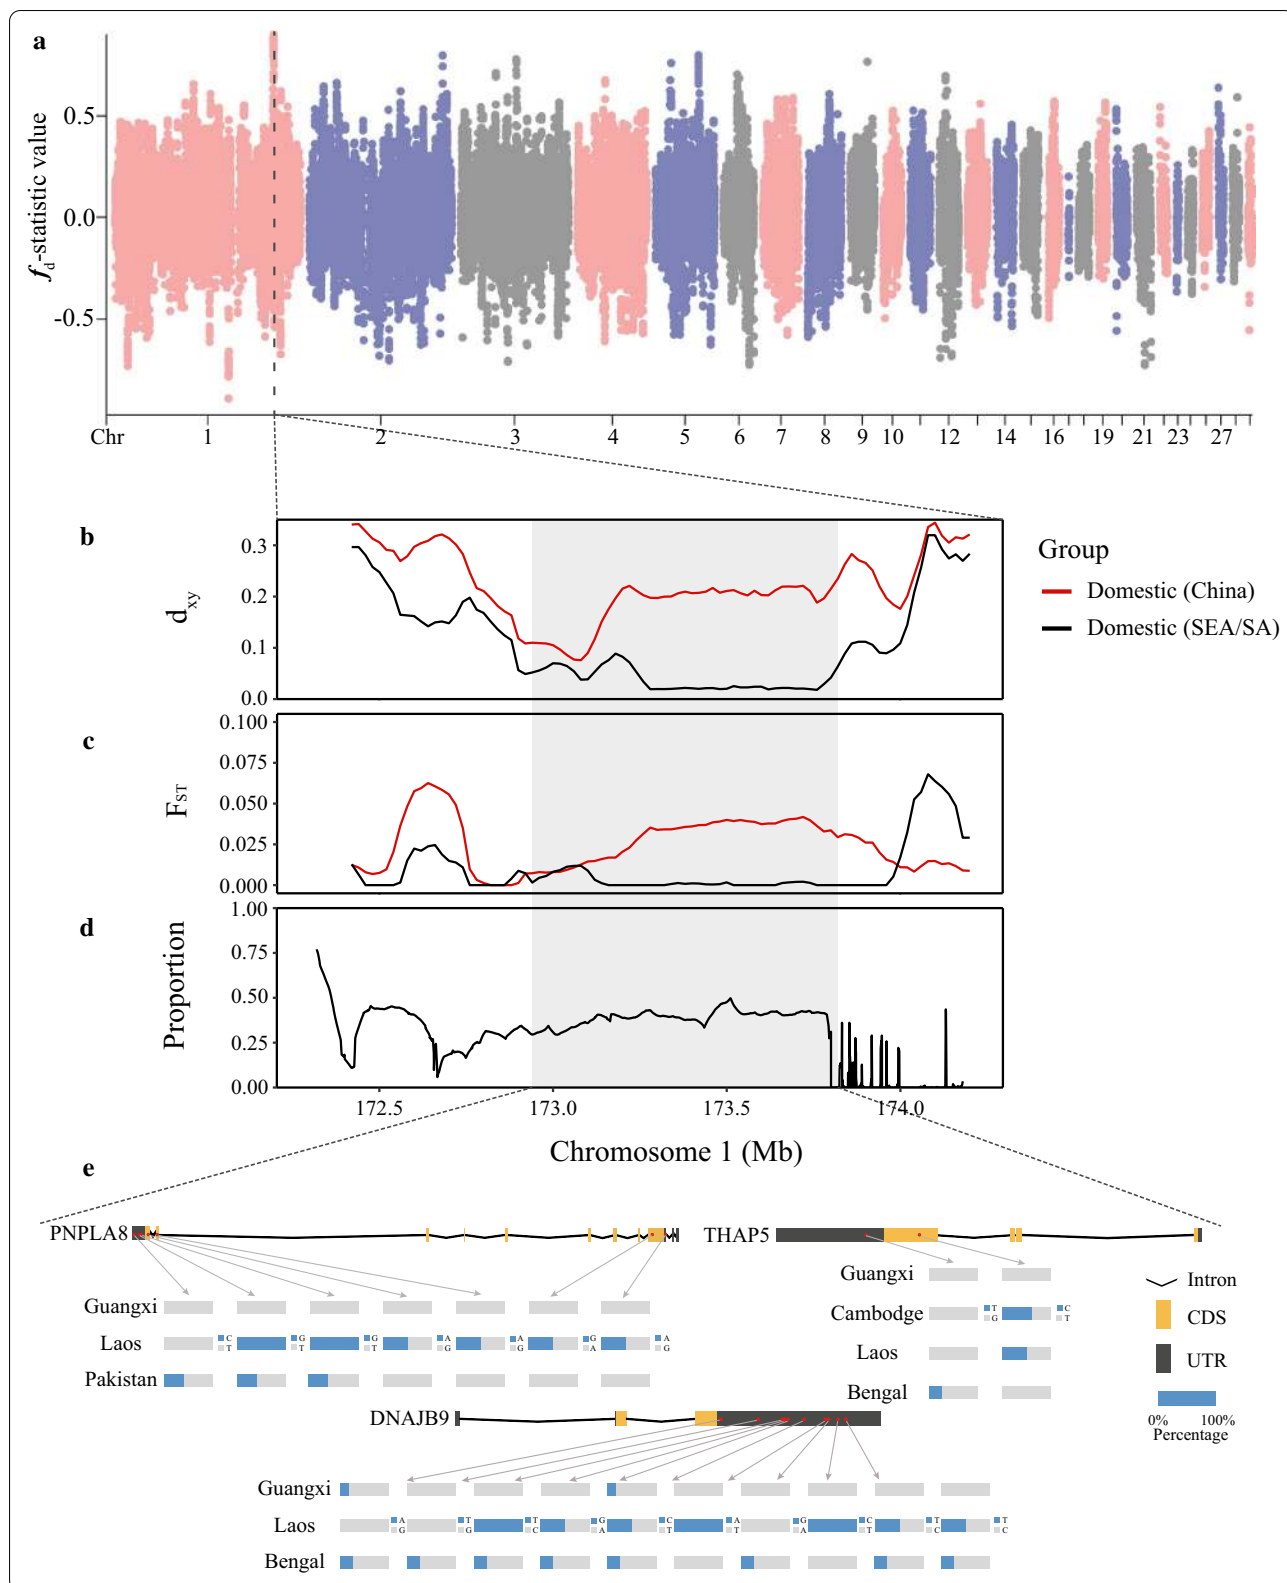 a
f_d-statistic value
0.5
0.0
-0.5
Chr 1 2 3 4 5 6 7 8 9 10 12 14 16 19 21 23 27
b
d_xy
0.3
0.2
0.1
0.0
Group
Domestic (China)
Domestic (SEA/SA)
c
F_ST
0.100
0.075
0.050
0.025
0.000
d
Proportion
1.00
0.75
0.50
0.25
0.00
172.5 173.0 173.5 174.0
Chromosome 1 (Mb)
e
PNPLA8
Guangxi
Laos C T G T G T A G A G G A A G
Pakistan
THAP5
Guangxi
Cambodge T G C T
Laos
Bengal
Intron
CDS
UTR
0% 100%
Percentage
DNAJB9
Guangxi
Laos A G T G T C G A C T A T G A C T T C T C
Bengal